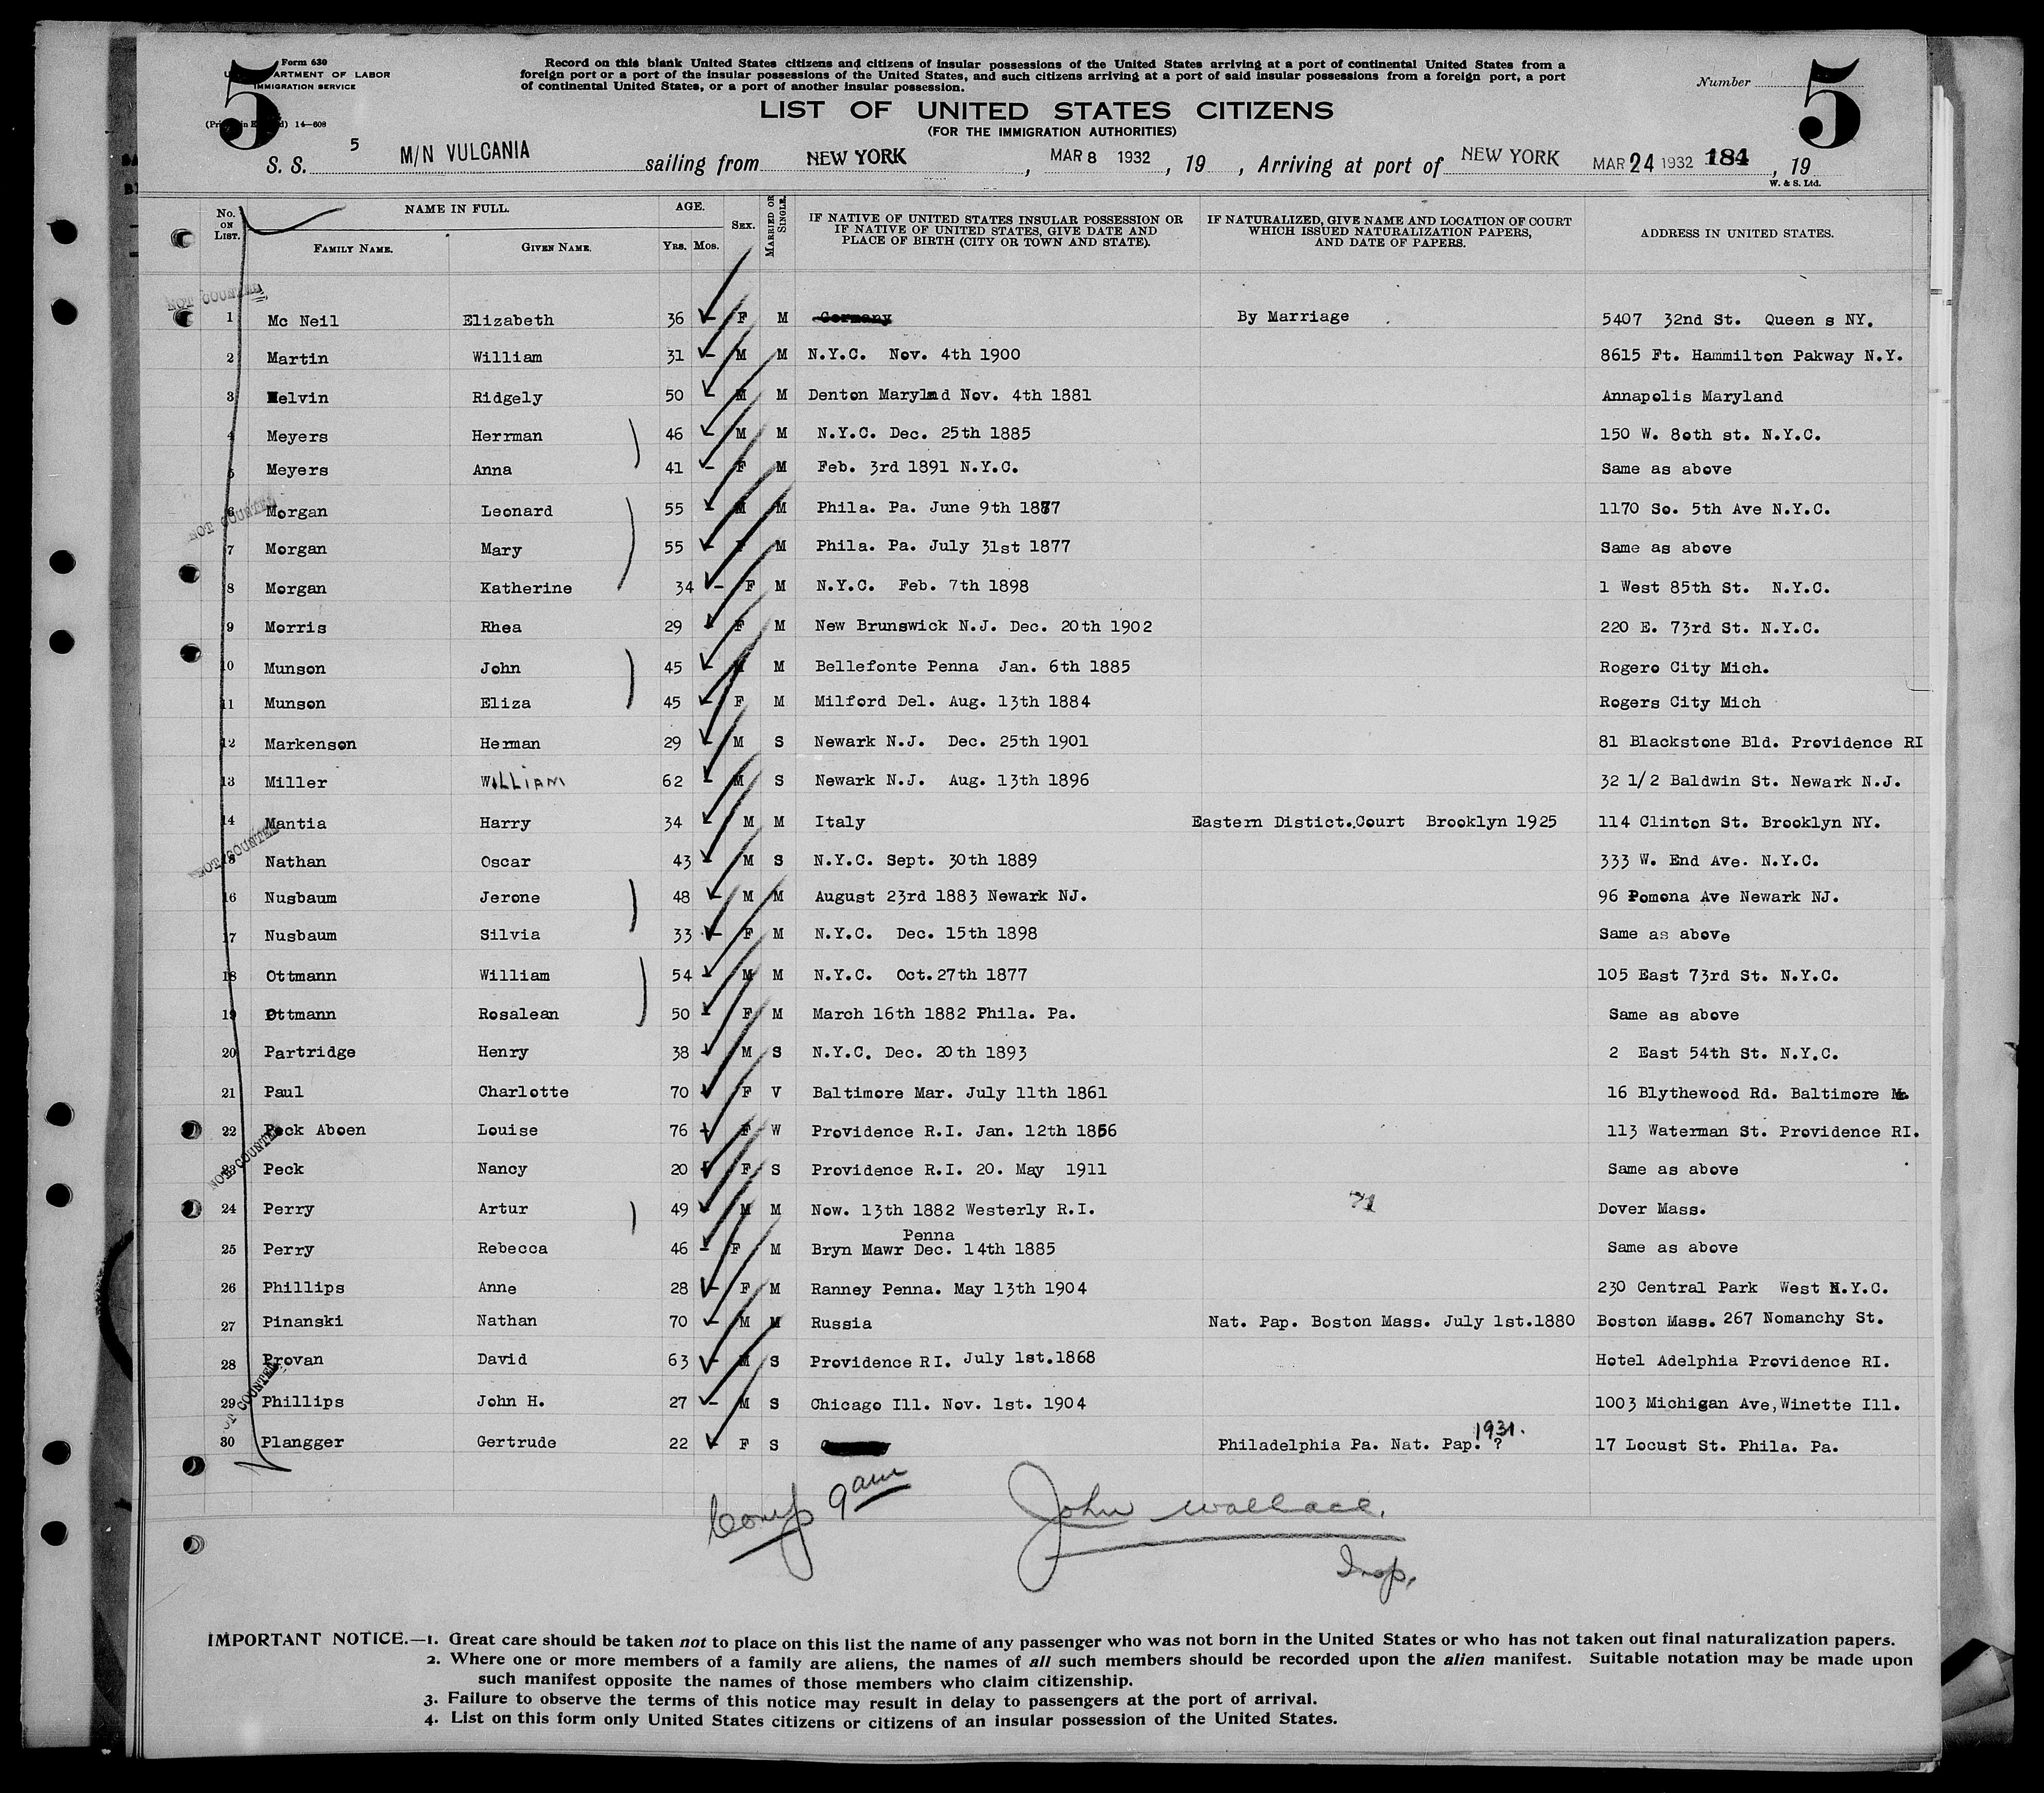 5
Form 630
U. S. DEPARTMENT OF LABOR
IMMIGRATION SERVICE
14—608
Record on this blank United States citizens and citizens of insular possessions of the United States arriving at a port of continental United States from a
foreign port or a port of the insular possessions of the United States, and such citizens arriving at a port of said insular possessions from a foreign port, a port
of continental United States, or a port of another insular possession.
Number 5
LIST OF UNITED STATES CITIZENS
(FOR THE IMMIGRATION AUTHORITIES)
5
S. S. M/N VULCANIA sailing from NEW YORK, MAR 8 1932, 19 , Arriving at port of NEW YORK MAR 24 1932 184, 19
W. & S. Ltd.
No. ON LIST. NAME IN FULL. FAMILY NAME. GIVEN NAME. AGE. YRS. MOS. SEX. MARRIED OR SINGLE. IF NATIVE OF UNITED STATES INSULAR POSSESSION OR IF NATIVE OF UNITED STATES, GIVE DATE AND PLACE OF BIRTH (CITY OR TOWN AND STATE). IF NATURALIZED, GIVE NAME AND LOCATION OF COURT WHICH ISSUED NATURALIZATION PAPERS, AND DATE OF PAPERS. ADDRESS IN UNITED STATES.
NOT COUNTED
1 Mc Neil Elizabeth 36 F M Germany By Marriage 5407 32nd St. Queen s NY.
2 Martin William 31 - M M N.Y.C. Nov. 4th 1900 8615 Ft. Hammilton Pakway N.Y.
3 Melvin Ridgely 50 - M M Denton Maryland Nov. 4th 1881 Annapolis Maryland
4 Meyers Herrman 46 - M M N.Y.C. Dec. 25th 1885 150 W. 80th st. N.Y.C.
5 Meyers Anna 41 - F M Feb. 3rd 1891 N.Y.C. Same as above
NOT COUNTED
6 Morgan Leonard 55 - M M Phila. Pa. June 9th 1877 1170 So. 5th Ave N.Y.C.
7 Morgan Mary 55 - F M Phila. Pa. July 31st 1877 Same as above
8 Morgan Katherine 34 - F M N.Y.C. Feb. 7th 1898 1 West 85th St. N.Y.C.
9 Morris Rhea 29 F M New Brunswick N.J. Dec. 20th 1902 220 E. 73rd St. N.Y.C.
10 Munson John 45 - M M Bellefonte Penna Jan. 6th 1885 Rogero City Mich.
11 Munson Eliza 45 - F M Milford Del. Aug. 13th 1884 Rogers City Mich
12 Markenson Herman 29 - M S Newark N.J. Dec. 25th 1901 81 Blackstone Bld. Providence RI
13 Miller WILLIAM 62 - M S Newark N.J. Aug. 13th 1896 32 1/2 Baldwin St. Newark N.J.
14 Mantia Harry 34 M M Italy Eastern Distict.Court Brooklyn 1925 114 Clinton St. Brooklyn NY.
NOT COUNTED
15 Nathan Oscar 43 - M S N.Y.C. Sept. 30th 1889 333 W. End Ave. N.Y.C.
16 Nusbaum Jerone 48 - M M August 23rd 1883 Newark NJ. 96 Pomona Ave Newark NJ.
17 Nusbaum Silvia 33 - F M N.Y.C. Dec. 15th 1898 Same as above
18 Ottmann William 54 - M M N.Y.C. Oct.27th 1877 105 East 73rd St. N.Y.C.
19 Ottmann Rosalean 50 - F M March 16th 1882 Phila. Pa. Same as above
20 Partridge Henry 38 - M S N.Y.C. Dec. 20th 1893 2 East 54th St. N.Y.C.
21 Paul Charlotte 70 - F V Baltimore Mar. July 11th 1861 16 Blythewood Rd. Baltimore
22 Peck Aboen Louise 76 - F W Providence R.I. Jan. 12th 1856 113 Waterman St. Providence RI.
NOT COUNTED
23 Peck Nancy 20 F S Providence R.I. 20. May 1911 Same as above
24 Perry Artur 49 - M M Now. 13th 1882 Westerly R.I. Dover Mass.
25 Perry Rebecca 46 - F M Bryn Mawr Penna Dec. 14th 1885 Same as above
26 Phillips Anne 28 - F M Ranney Penna. May 13th 1904 230 Central Park West N.Y.C.
27 Pinanski Nathan 70 - M M Russia Nat. Pap. Boston Mass. July 1st.1880 Boston Mass. 267 Nomanchy St.
28 Provan David 63 - M S Providence RI. July 1st.1868 Hotel Adelphia Providence RI.
NOT COUNTED
29 Phillips John H. 27 - M S Chicago Ill. Nov. 1st. 1904 1003 Michigan Ave,Winette Ill.
30 Plangger Gertrude 22 - F S Philadelphia Pa. Nat. Pap. ? 1931. 17 Locust St. Phila. Pa.
Comp 9 am John Wallace.
Insp.
IMPORTANT NOTICE.—1. Great care should be taken not to place on this list the name of any passenger who was not born in the United States or who has not taken out final naturalization papers.
2. Where one or more members of a family are aliens, the names of all such members should be recorded upon the alien manifest. Suitable notation may be made upon
such manifest opposite the names of those members who claim citizenship.
3. Failure to observe the terms of this notice may result in delay to passengers at the port of arrival.
4. List on this form only United States citizens or citizens of an insular possession of the United States.